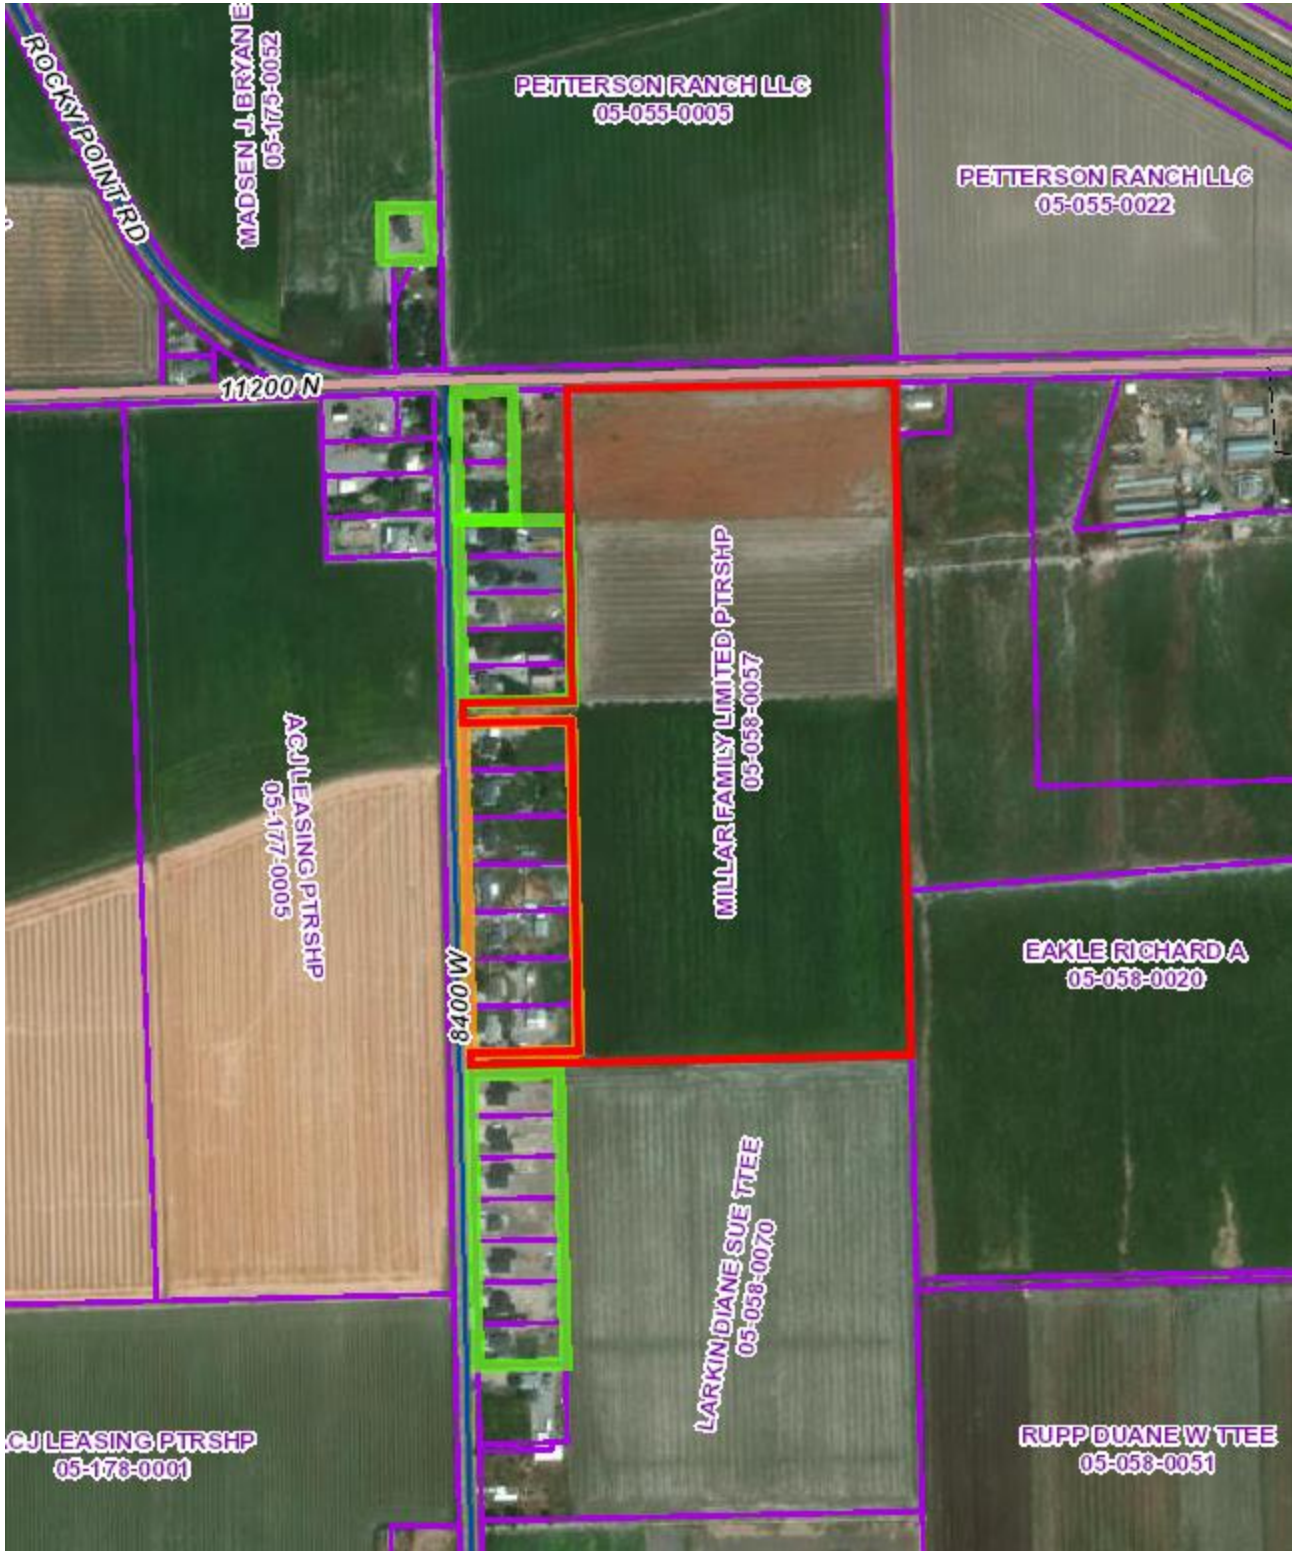 ROCKY POINT RD
MADSEN J. BRYAN E
05-175-0052
PETTERSON RANCH LLC
05-055-0005
PETTERSON RANCH LLC
05-055-0022
11200 N
MILLAR FAMILY LIMITED PTRSHP
05-058-0057
ACJ LEASING PTRSHP
05-177-0005
8400 W
EAKLE RICHARD A
05-058-0020
LARKIN DIANE SUE TTEE
05-058-0070
CJ LEASING PTRSHP
05-178-0001
RUPP DUANE W TTEE
05-058-0051